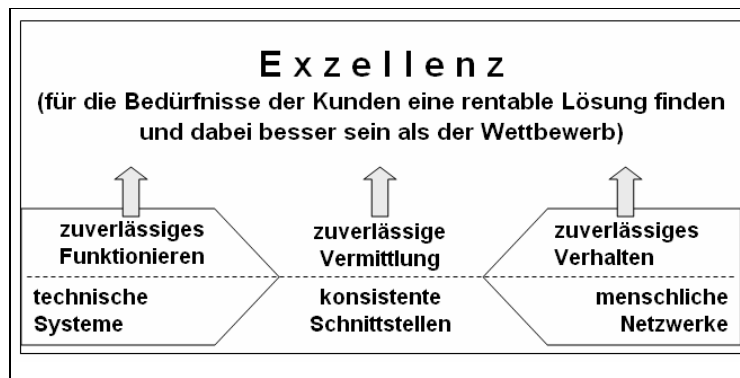 Exzellenz
(für die Bedürfnisse der Kunden eine rentable Lösung finden
und dabei besser sein als der Wettbewerb)
zuverlässiges
Funktionieren
technische
Systeme
zuverlässige
Vermittlung
konsistente
Schnittstellen
zuverlässiges
Verhalten
menschliche
Netzwerke